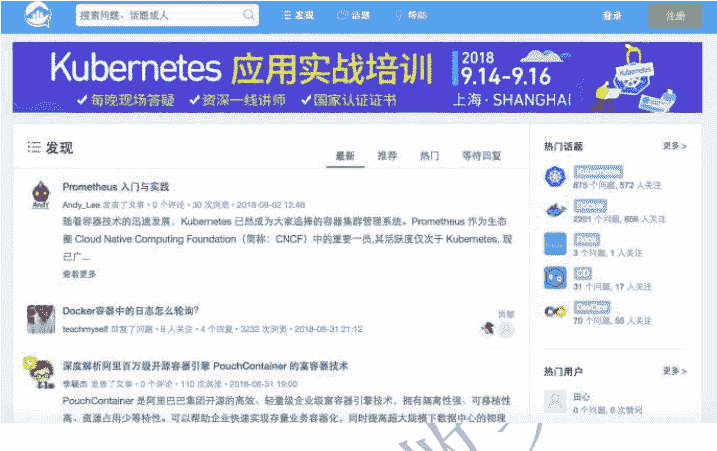 搜索问题、话题或人
发现
话题
帮助
登录
注册
Kubernetes 应用实战培训
2018
9.14-9.16
上海·SHANGHAI
✓每晚现场答疑 ✓资深一线讲师 ✓国家认证证书
发现
最新 推荐 热门 等待回复
Prometheus 入门与实践
Andy_Lee 发表了文章 • 0 个评论 • 30 次浏览 • 2018-09-02 12:48
随着容器技术的迅速发展，Kubernetes 已然成为大家追捧的容器集群管理系统。Prometheus 作为生态
圈 Cloud Native Computing Foundation（简称：CNCF）中的重要一员,其活跃度仅次于 Kubernetes, 现
已广...
查看更多
Docker容器中的日志怎么轮询?
teachmyself 回复了问题 • 8 人关注 • 4 个回复 • 3232 次浏览 • 2018-08-31 21:12
贡献
深度解析阿里百万级开源容器引擎 PouchContainer 的富容器技术
李颖杰 发表了文章 • 0 个评论 • 110 次浏览 • 2018-08-31 19:00
PouchContainer 是阿里巴巴集团开源的高效、轻量级企业级富容器引擎技术，拥有隔离性强、可移植性
高、资源占用少等特性。可以帮助企业快速实现存量业务容器化，同时提高超大规模下数据中心的物理
热门话题 更多 >
Kubernetes
875 个问题, 572 人关注
Docker
2201 个问题, 656 人关注
Rook
3 个问题, 1 人关注
31 个问题, 17 人关注
DevOps
79 个问题, 55 人关注
热门用户 更多 >
田心
0 个问题, 0 次赞同